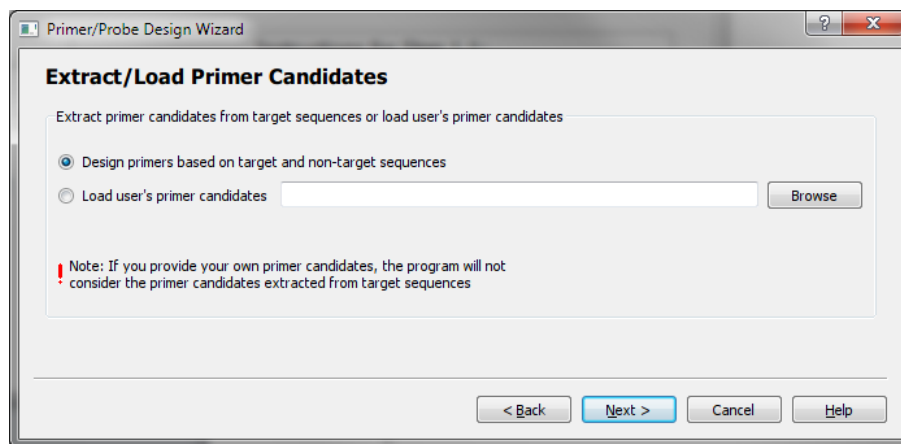 Primer/Probe Design Wizard
Extract/Load Primer Candidates
Extract primer candidates from target sequences or load user's primer candidates
Design primers based on target and non-target sequences
Load user's primer candidates
Browse
Note: If you provide your own primer candidates, the program will not
consider the primer candidates extracted from target sequences
< Back
Next >
Cancel
Help